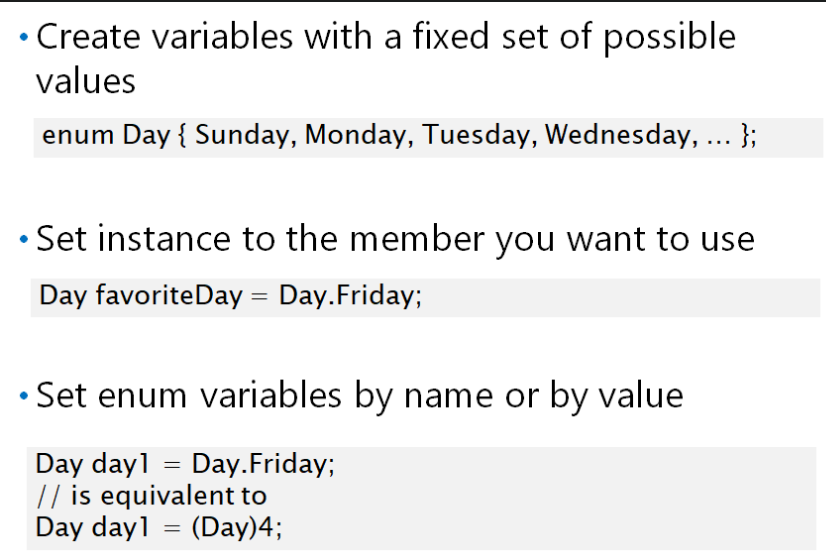 • Create variables with a fixed set of possible
values
enum Day { Sunday, Monday, Tuesday, Wednesday, … };
• Set instance to the member you want to use
Day favoriteDay = Day.Friday;
• Set enum variables by name or by value
Day day1 = Day.Friday;
// is equivalent to
Day day1 = (Day)4;